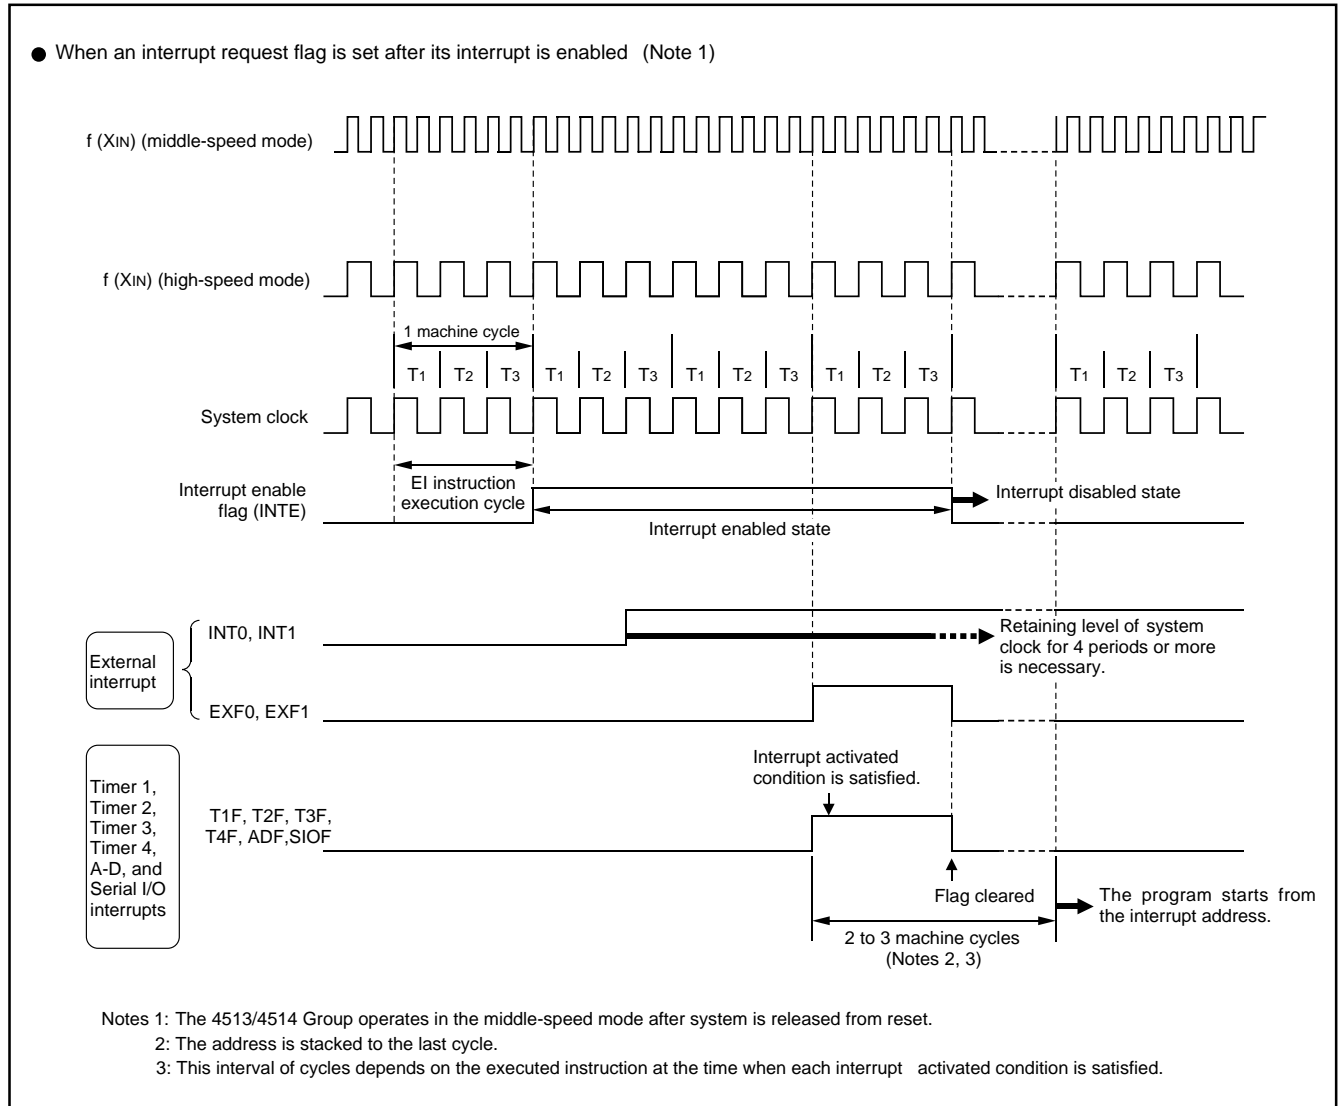 ● When an interrupt request flag is set after its interrupt is enabled (Note 1)
f (XIN) (middle-speed mode)
f (XIN) (high-speed mode)
1 machine cycle
T1 T2 T3 T1 T2 T3 T1 T2 T3 T1 T2 T3 T1 T2 T3
System clock
EI instruction
execution cycle
Interrupt enable
flag (INTE)
Interrupt enabled state
Interrupt disabled state
External
interrupt
INT0, INT1
Retaining level of system
clock for 4 periods or more
is necessary.
EXF0, EXF1
Interrupt activated
condition is satisfied.
Timer 1,
Timer 2,
Timer 3,
Timer 4,
A-D, and
Serial I/O
interrupts
T1F, T2F, T3F,
T4F, ADF,SIOF
Flag cleared
The program starts from
the interrupt address.
2 to 3 machine cycles
(Notes 2, 3)
Notes 1: The 4513/4514 Group operates in the middle-speed mode after system is released from reset.
2: The address is stacked to the last cycle.
3: This interval of cycles depends on the executed instruction at the time when each interrupt activated condition is satisfied.